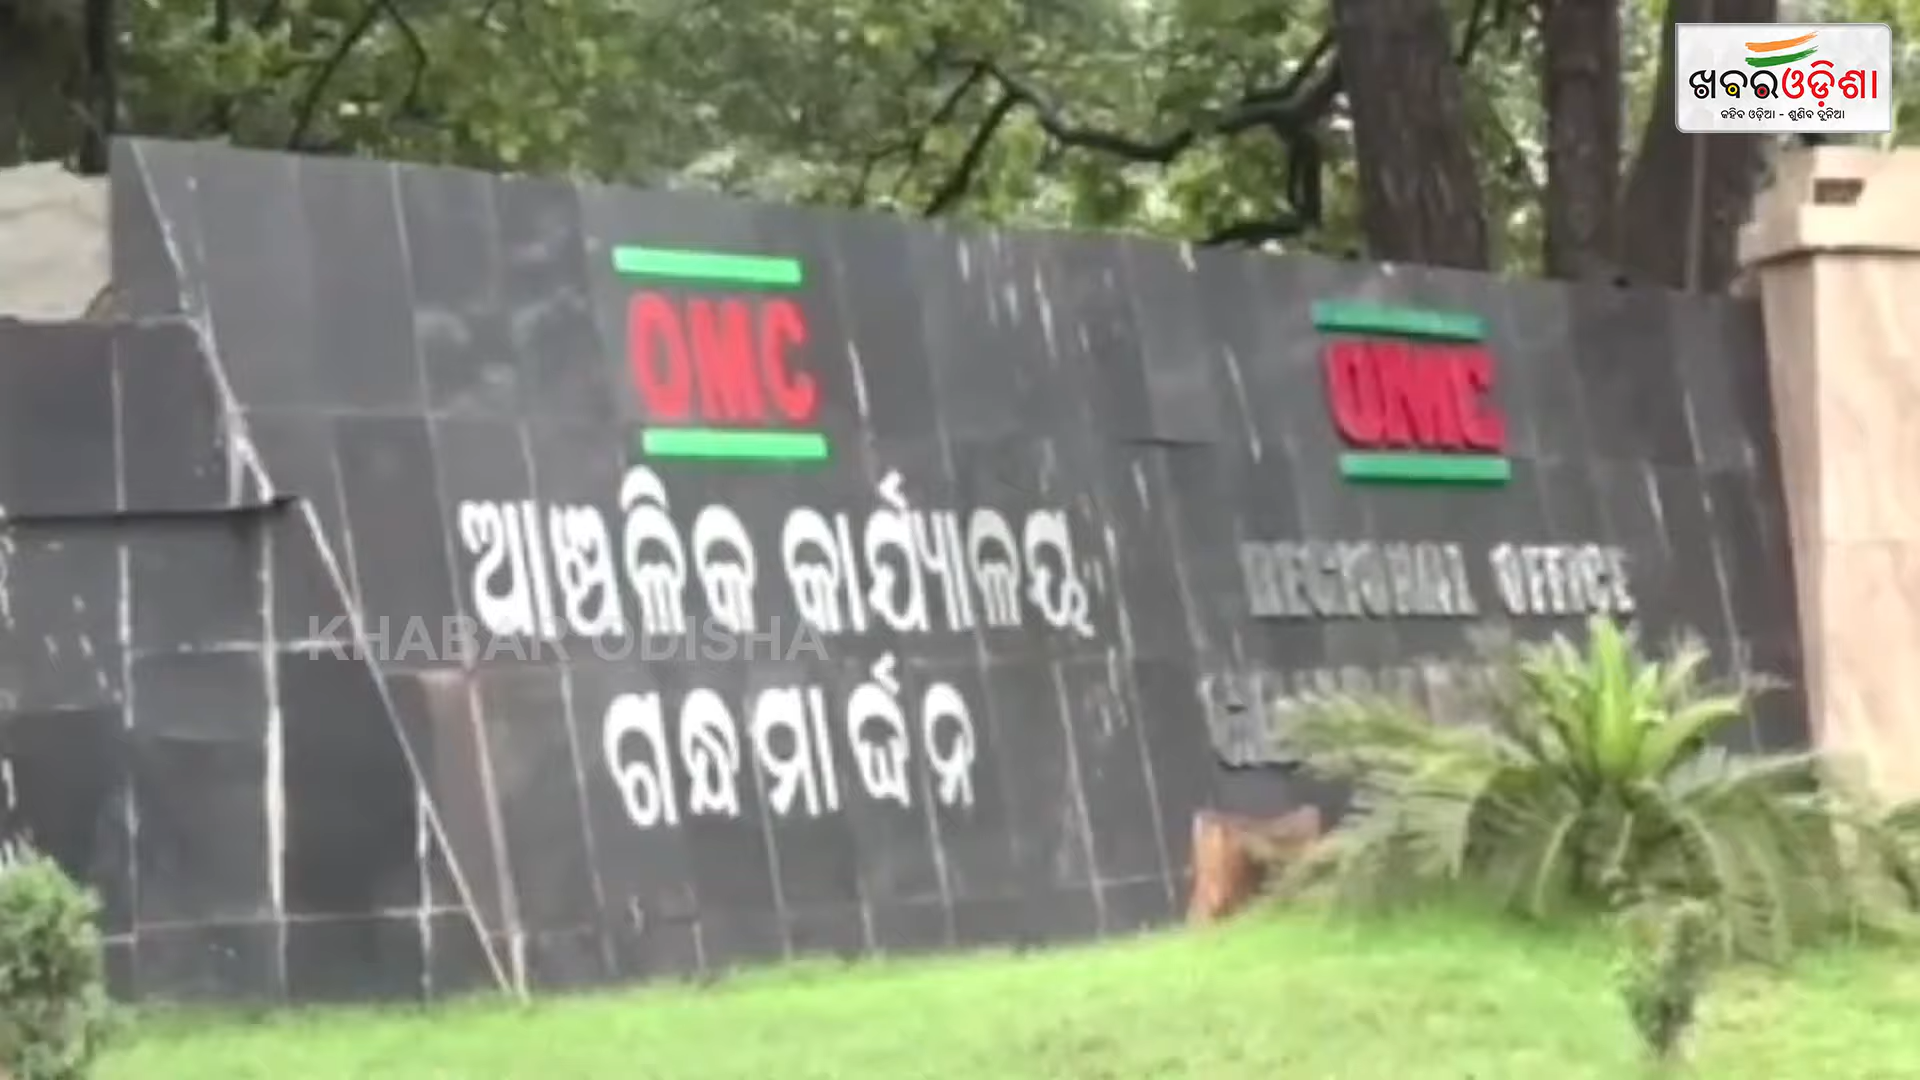 ଖବରଓଡ଼ିଶା
କହିବ ଓଡ଼ିଆ - ଶୁଣିବ ଦୁନିଆ
OMC
ଆଞ୍ଚଳିକ କାର୍ଯ୍ୟାଳୟ
ଗନ୍ଧମାର୍ଦ୍ଦନ
OMC
REGIONAL OFFICE
KHABAR ODISHA